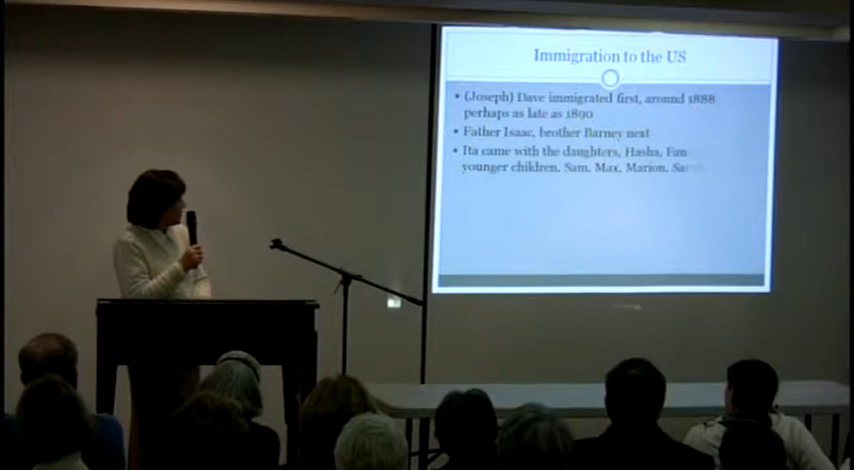 Immigration to the US
• (Joseph) Dave immigrated first, around 1888
perhaps as late as 1890
• Father Isaac, brother Barney next
• Ita came with the daughters, Hasha, Fan
younger children, Sam, Max, Marion,